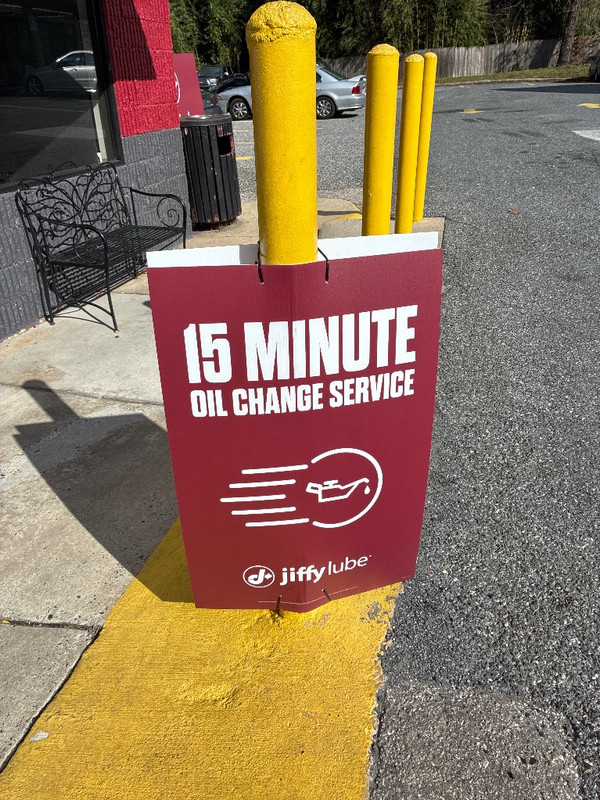 15 MINUTE
OIL CHANGE SERVICE
jiffy lube